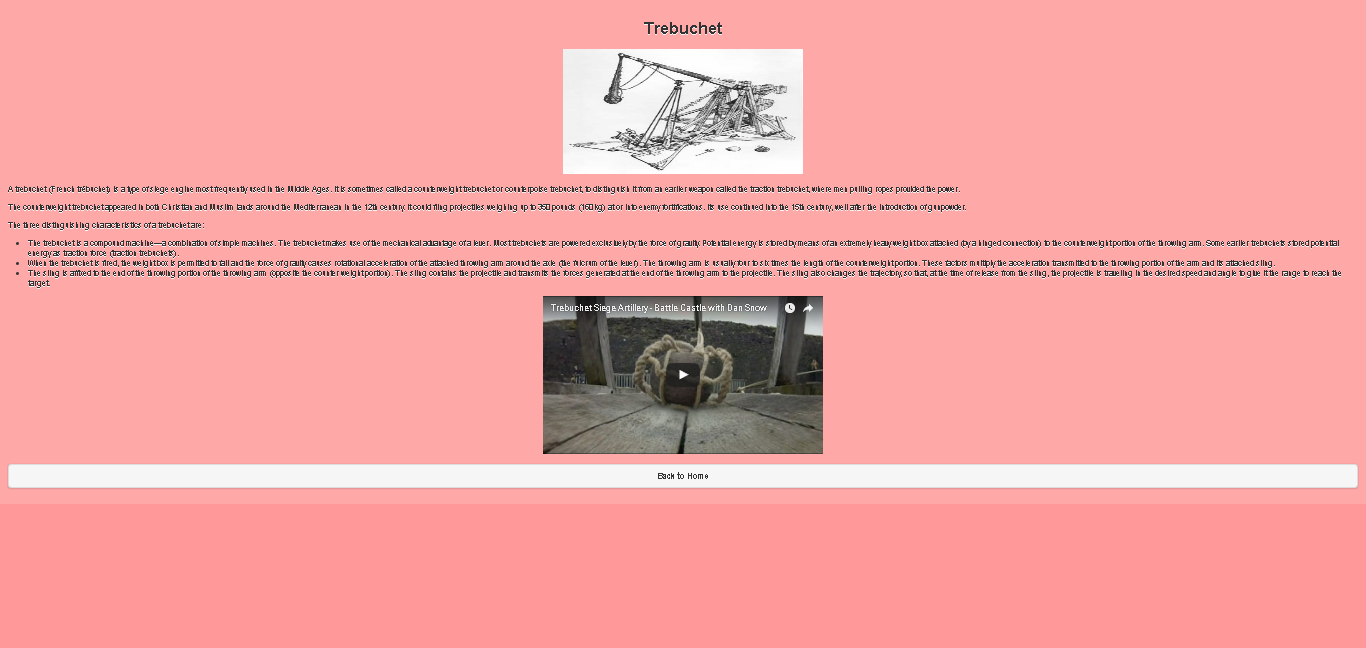 Trebuchet
A trebuchet (French trébuchet) is a type of siege engine most frequently used in the Middle Ages. It is sometimes called a counterweight trebuchet or counterpoise trebuchet, to distinguish it from an earlier weapon called the traction trebuchet, where men pulling ropes provided the power.
The counterweight trebuchet appeared in both Christian and Muslim lands around the Mediterranean in the 12th century. It could fling projectiles weighing up to 350 pounds (160 kg) at or into enemy fortifications. Its use continued into the 15th century, well after the introduction of gunpowder.
The three distinguishing characteristics of a trebuchet are:
• The trebuchet is a compound machine—a combination of simple machines. The trebuchet makes use of the mechanical advantage of a lever. Most trebuchets are powered exclusively by the force of gravity. Potential energy is stored by means of an extremely heavy weight box attached (by a hinged connection) to the counterweight portion of the throwing arm. Some earlier trebuchets stored potential
energy as traction force (traction trebuchets).
• When the trebuchet is fired, the weight box is permitted to fall and the force of gravity causes rotational acceleration of the attached throwing arm around the axle (the fulcrum of the lever). The throwing arm is usually four to six times the length of the counterweight portion. These factors multiply the acceleration transmitted to the throwing portion of the arm and its attached sling.
• The sling is affixed to the end of the throwing portion of the throwing arm (opposite the counter weight portion). The sling contains the projectile and transmits the forces generated at the end of the throwing arm to the projectile. The sling also changes the trajectory, so that, at the time of release from the sling, the projectile is traveling in the desired speed and angle to give it the range to reach the
target.
Trebuchet Siege Artillery - Battle Castle with Dan Snow
Back to Home